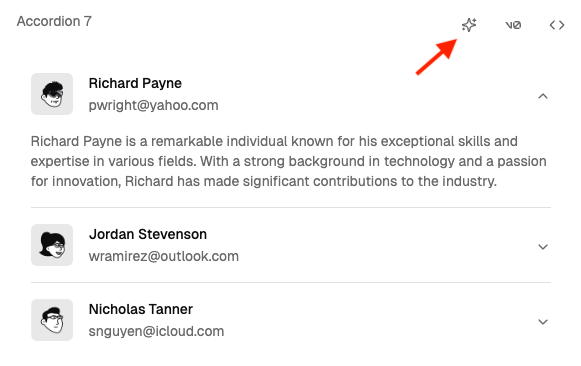 Accordion 7
v0
<>
Richard Payne
pwright@yahoo.com
Richard Payne is a remarkable individual known for his exceptional skills and
expertise in various fields. With a strong background in technology and a passion
for innovation, Richard has made significant contributions to the industry.
Jordan Stevenson
wramirez@outlook.com
Nicholas Tanner
snguyen@icloud.com